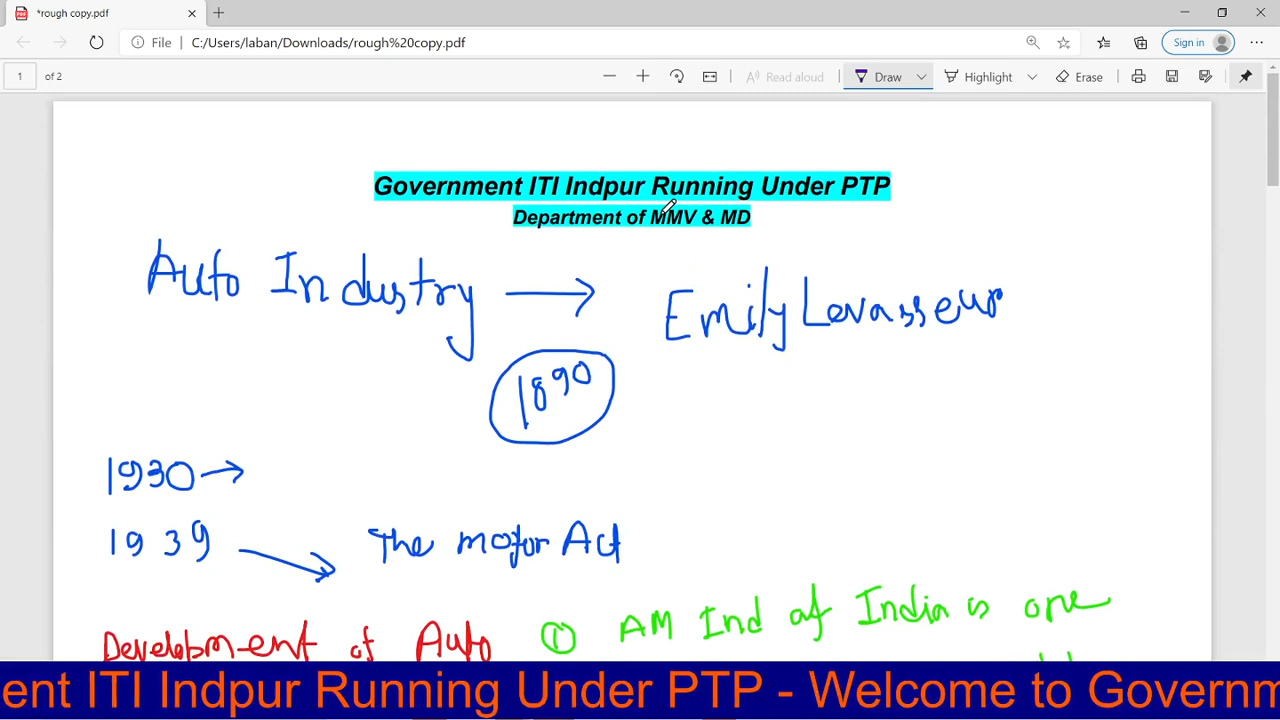 *rough copy.pdf
File C:/Users/laban/Downloads/rough%20copy.pdf Sign in
1 of 2 Read aloud Draw Highlight Erase
Government ITI Indpur Running Under PTP
Department of MMV & MD
Auto Industry → Emily Levasseur
1890
1930 →
1939 → The motor Act
Development of Auto ① AM Ind of India is one
ent ITI Indpur Running Under PTP - Welcome to Governm